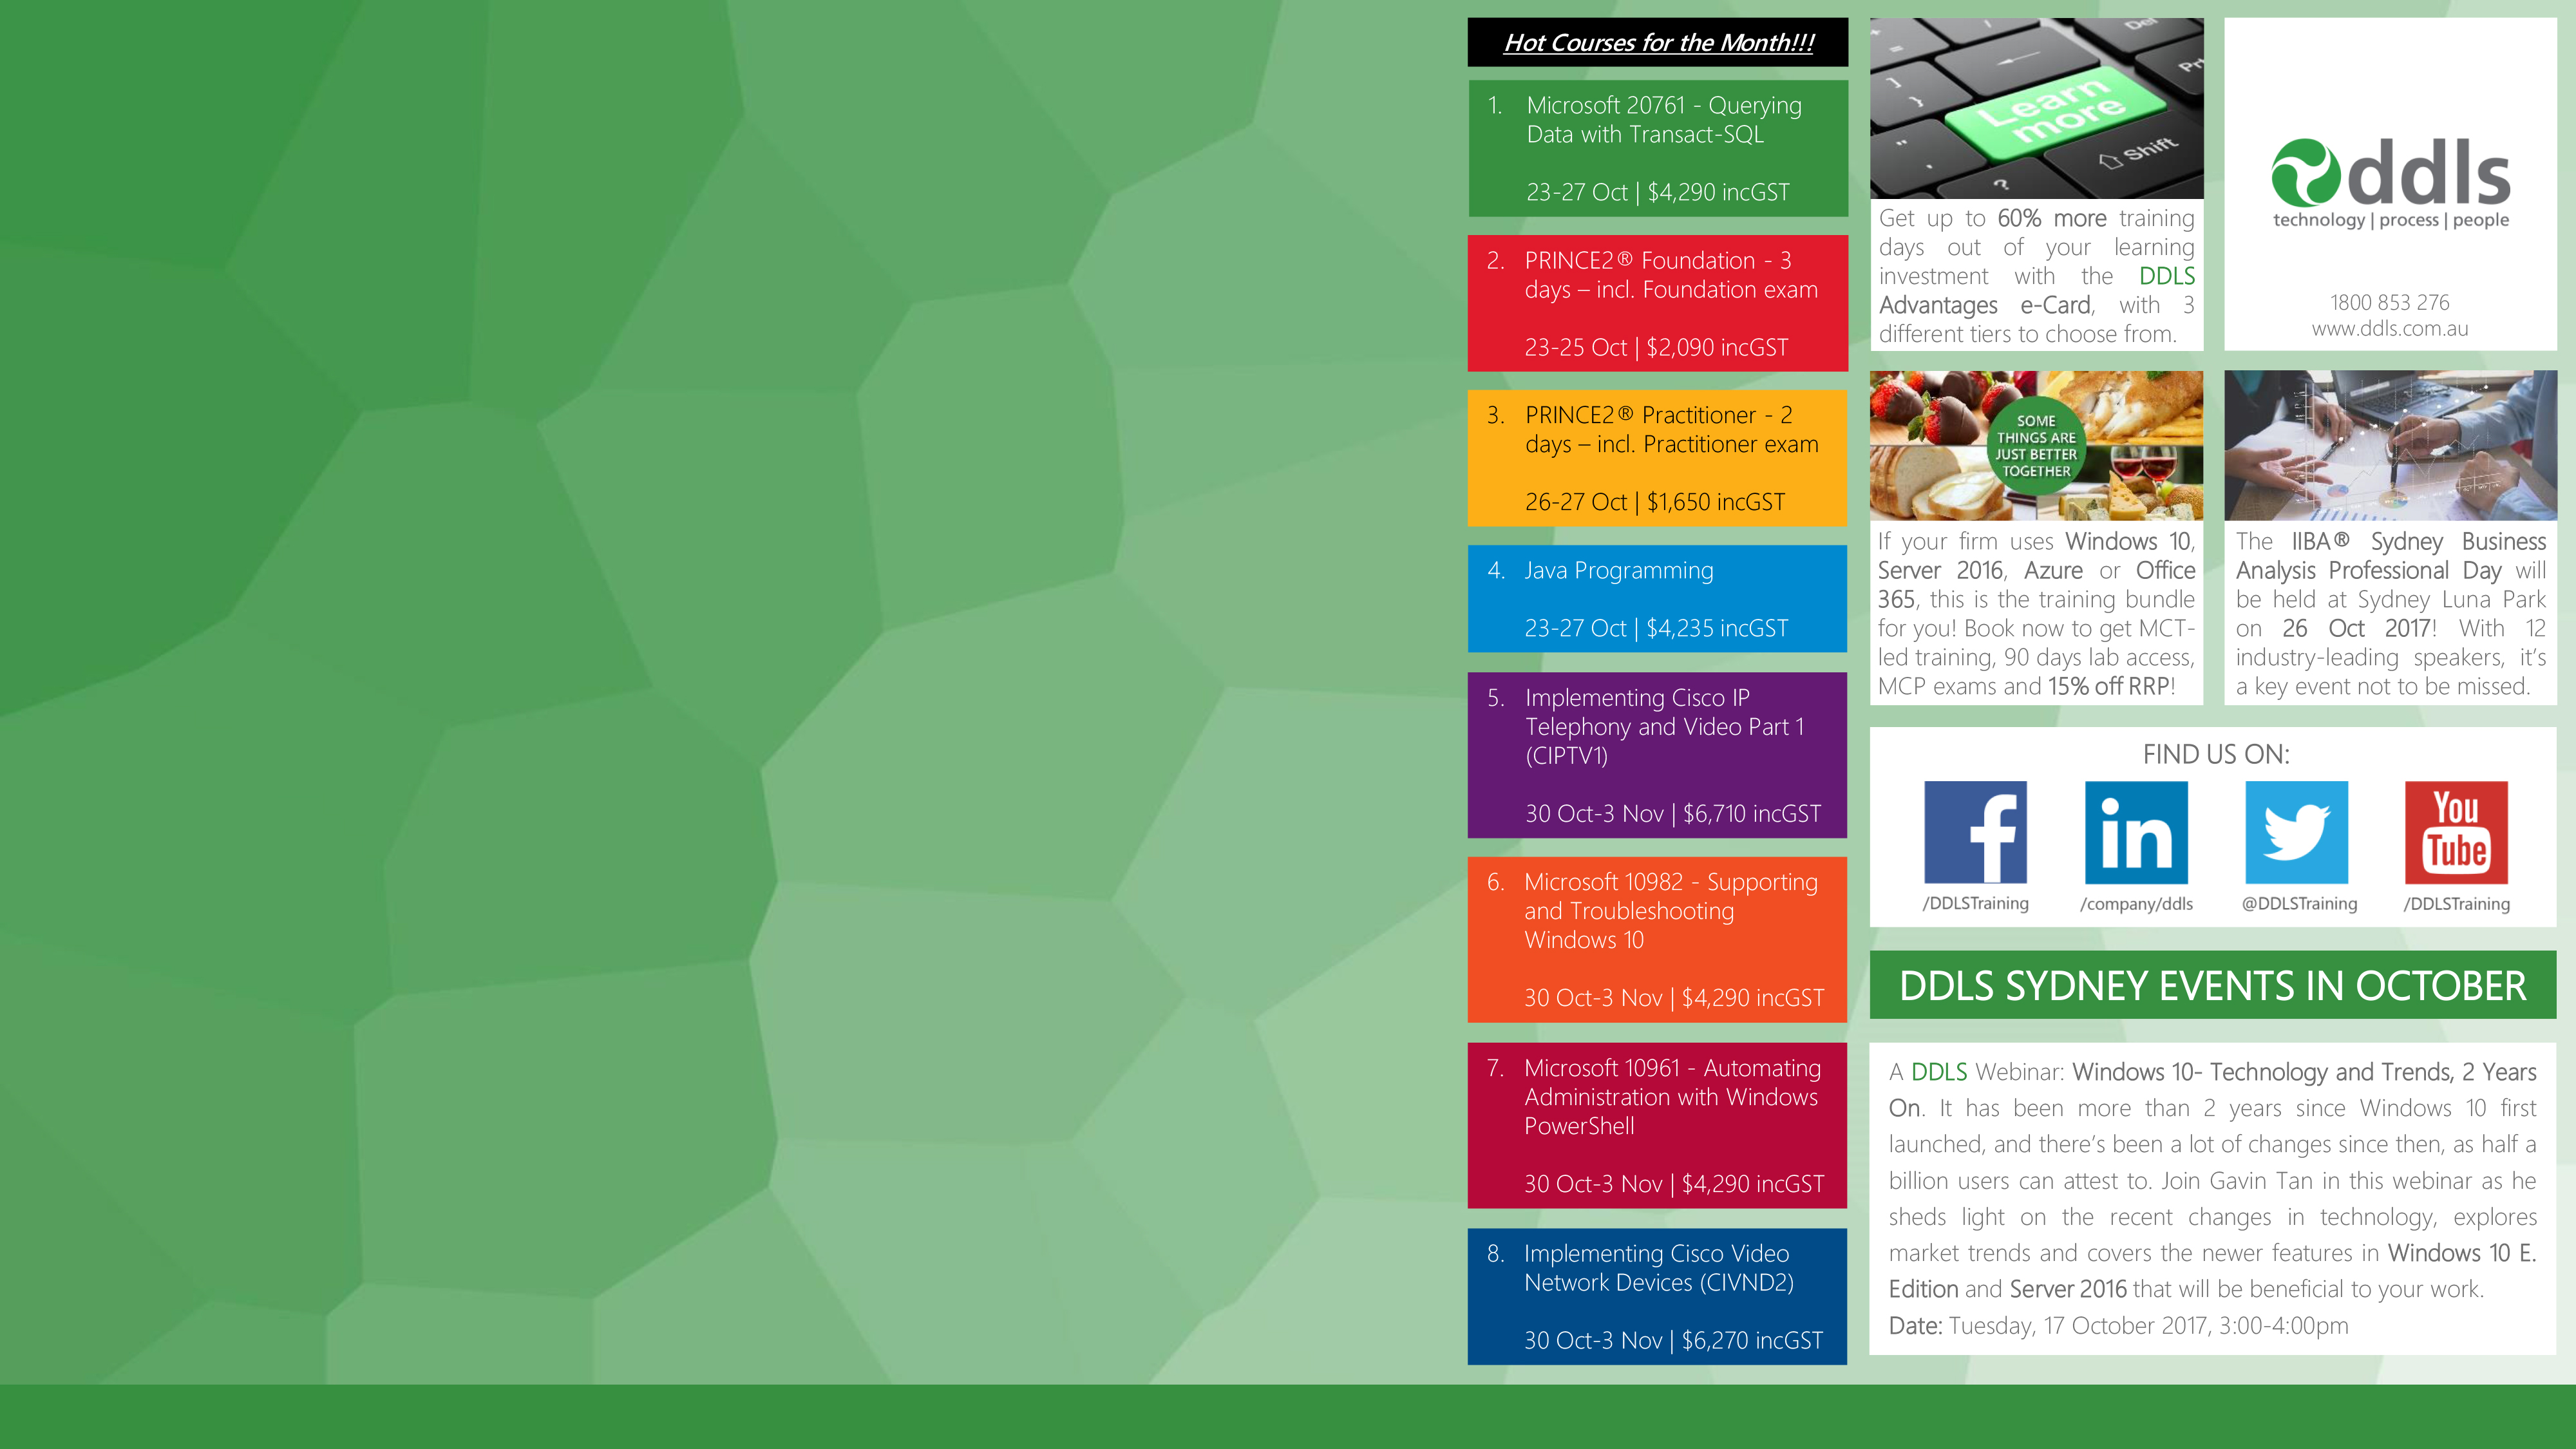 Hot Courses for the Month!!!
1. Microsoft 20761 - Querying
Data with Transact-SQL
23-27 Oct | $4,290 incGST
2. PRINCE2® Foundation - 3
days – incl. Foundation exam
23-25 Oct | $2,090 incGST
3. PRINCE2® Practitioner - 2
days – incl. Practitioner exam
26-27 Oct | $1,650 incGST
4. Java Programming
23-27 Oct | $4,235 incGST
5. Implementing Cisco IP
Telephony and Video Part 1
(CIPTV1)
30 Oct-3 Nov | $6,710 incGST
6. Microsoft 10982 - Supporting
and Troubleshooting
Windows 10
30 Oct-3 Nov | $4,290 incGST
7. Microsoft 10961 - Automating
Administration with Windows
PowerShell
30 Oct-3 Nov | $4,290 incGST
8. Implementing Cisco Video
Network Devices (CIVND2)
30 Oct-3 Nov | $6,270 incGST
Del
Learn
more
Shift
Get up to 60% more training
days out of your learning
investment with the DDLS
Advantages e-Card, with 3
different tiers to choose from.
ddls
technology | process | people
1800 853 276
www.ddls.com.au
SOME
THINGS ARE
JUST BETTER
TOGETHER
If your firm uses Windows 10,
Server 2016, Azure or Office
365, this is the training bundle
for you! Book now to get MCT-
led training, 90 days lab access,
MCP exams and 15% off RRP!
The IIBA® Sydney Business
Analysis Professional Day will
be held at Sydney Luna Park
on 26 Oct 2017! With 12
industry-leading speakers, it's
a key event not to be missed.
FIND US ON:
f
in
You
Tube
/DDLSTraining
/company/ddls
@DDLSTraining
/DDLSTraining
DDLS SYDNEY EVENTS IN OCTOBER
A DDLS Webinar: Windows 10- Technology and Trends, 2 Years
On. It has been more than 2 years since Windows 10 first
launched, and there's been a lot of changes since then, as half a
billion users can attest to. Join Gavin Tan in this webinar as he
sheds light on the recent changes in technology, explores
market trends and covers the newer features in Windows 10 E.
Edition and Server 2016 that will be beneficial to your work.
Date: Tuesday, 17 October 2017, 3:00-4:00pm